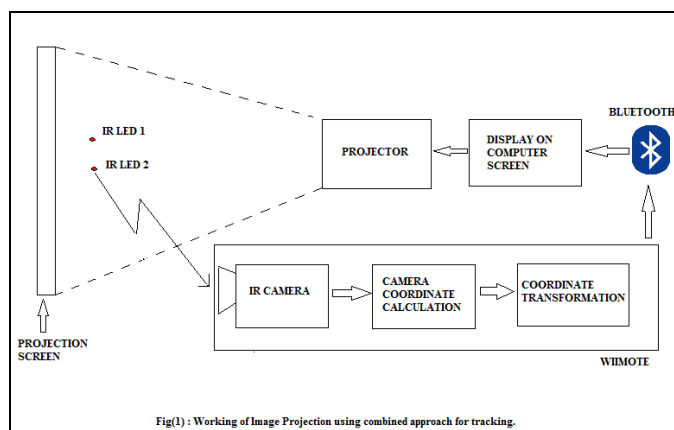 BLUETOOTH
IR LED 1
IR LED 2
PROJECTOR
DISPLAY ON
COMPUTER
SCREEN
IR CAMERA
CAMERA
COORDINATE
CALCULATION
COORDINATE
TRANSFORMATION
PROJECTION
SCREEN
WIIMOTE
Fig(1) : Working of Image Projection using combined approach for tracking.